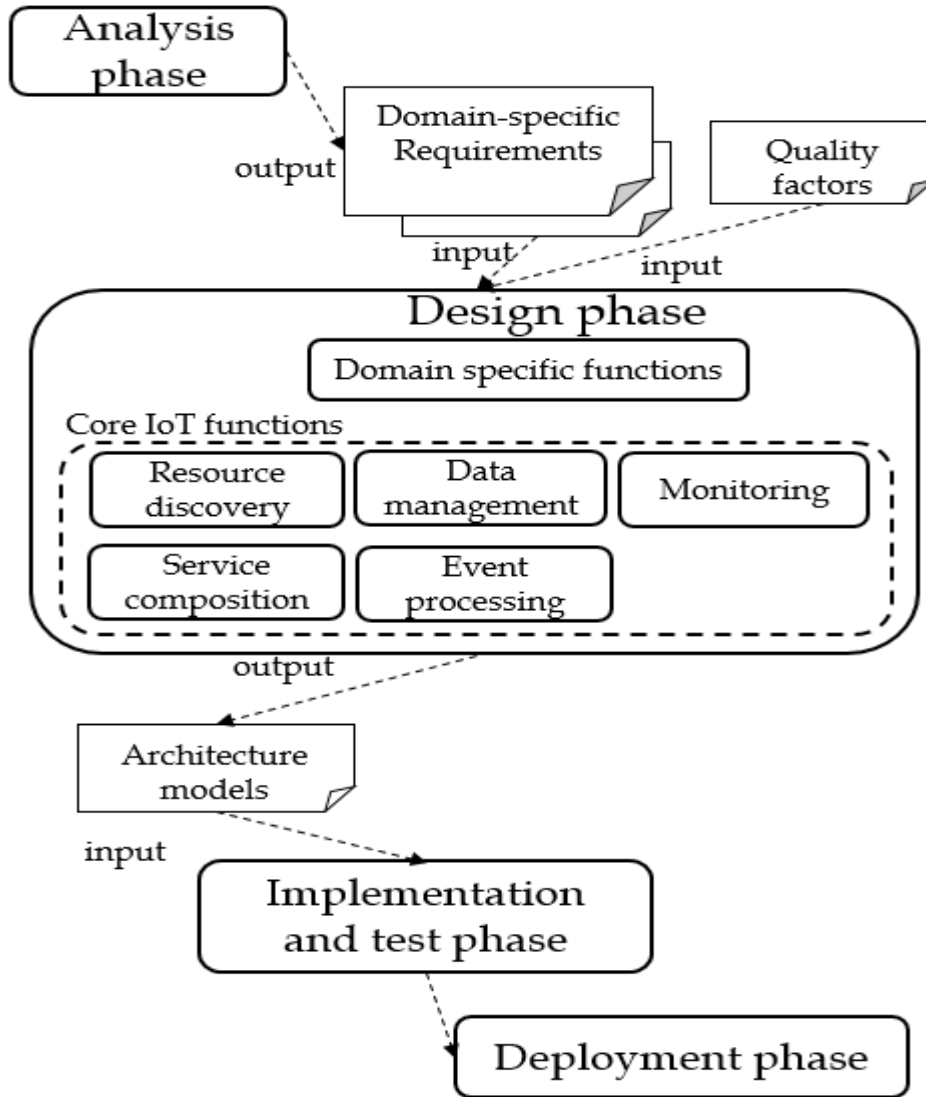 Analysis
phase
Domain-specific
Requirements
output
Quality
factors
input
input
Design phase
Domain specific functions
Core IoT functions
Resource
discovery
Data
management
Monitoring
Service
composition
Event
processing
output
Architecture
models
input
Implementation
and test phase
Deployment phase